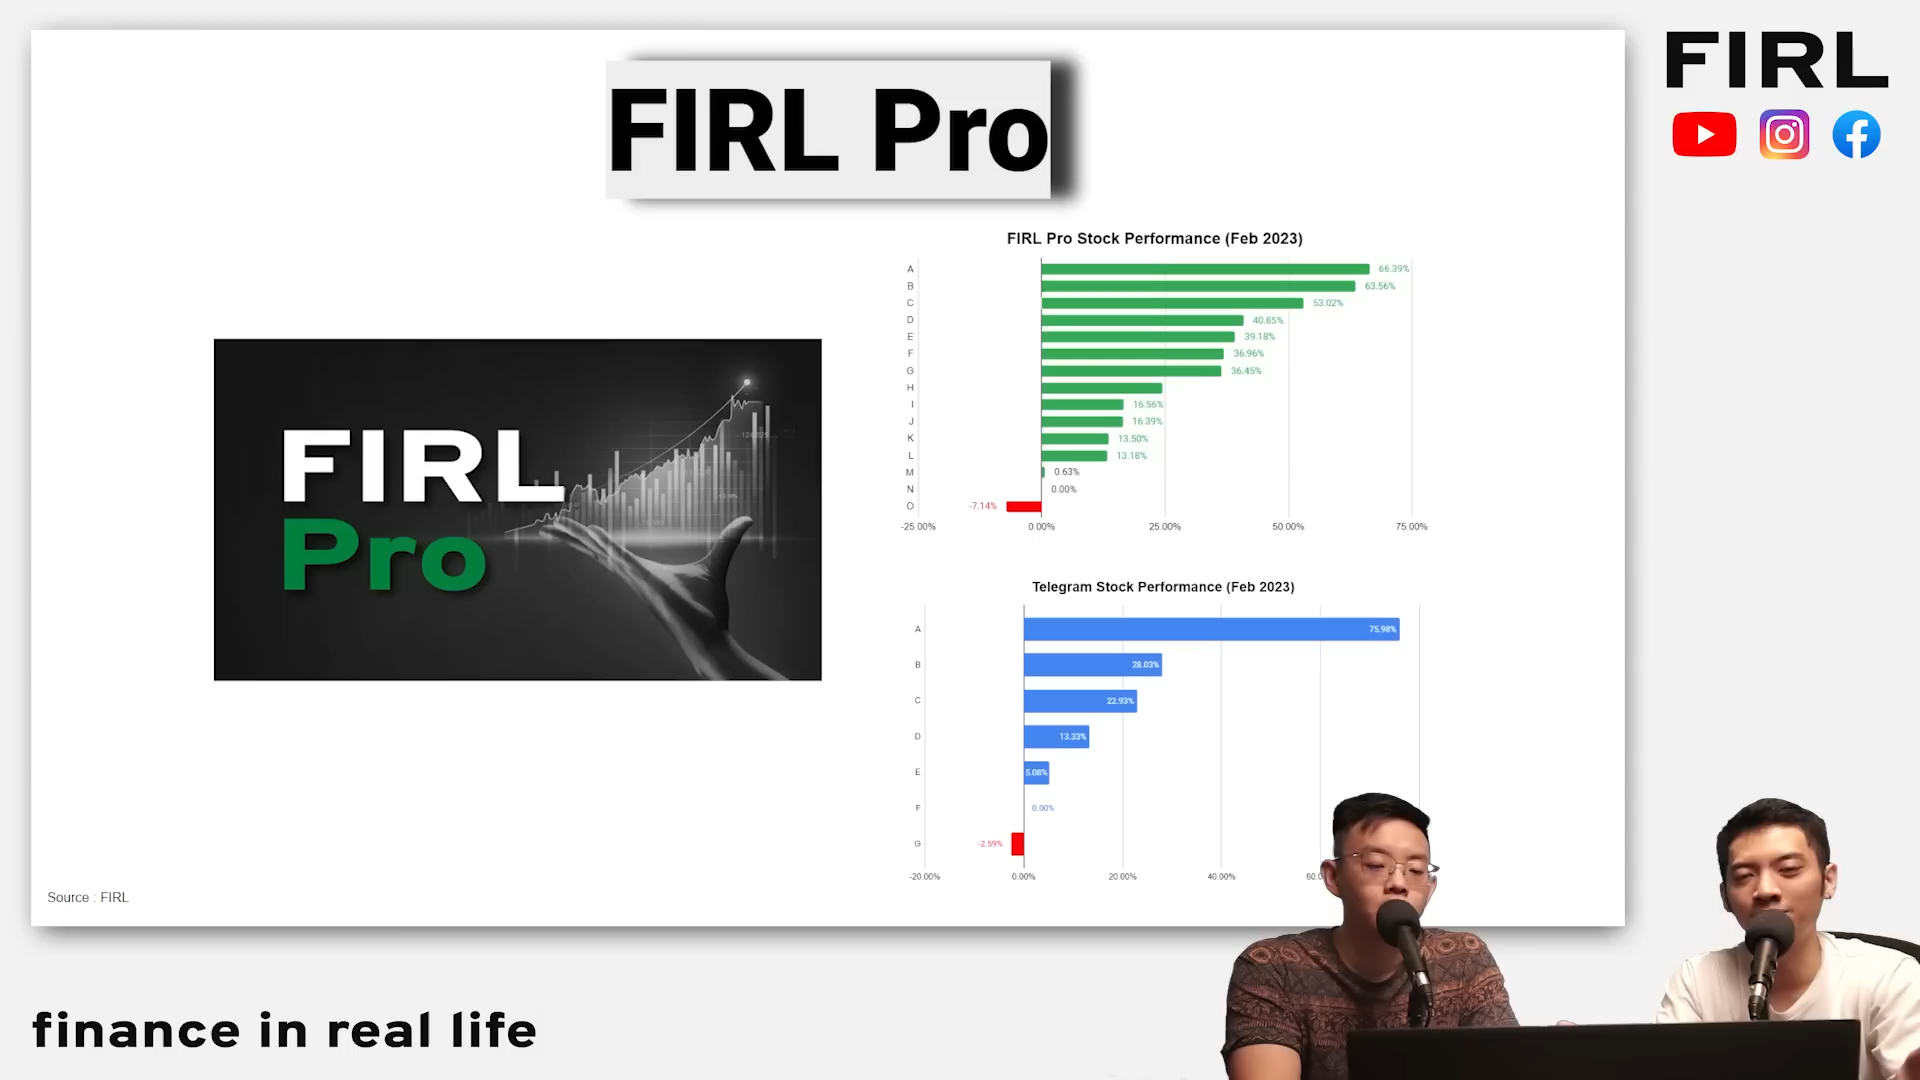 FIRL Pro
FIRL
FIRL
Pro
FIRL Pro Stock Performance (Feb 2023)
A 66.39%
B 63.56%
C 53.02%
D 40.85%
E 39.18%
F 36.96%
G 36.45%
H
I 16.56%
J 16.39%
K 13.50%
L 13.18%
M 0.63%
N 0.00%
O -7.14%
-25.00% 0.00% 25.00% 50.00% 75.00%
Telegram Stock Performance (Feb 2023)
A 75.98%
B 28.03%
C 22.93%
D 13.33%
E 5.08%
F 0.00%
G -2.59%
-20.00% 0.00% 20.00% 40.00%
Source : FIRL
finance in real life